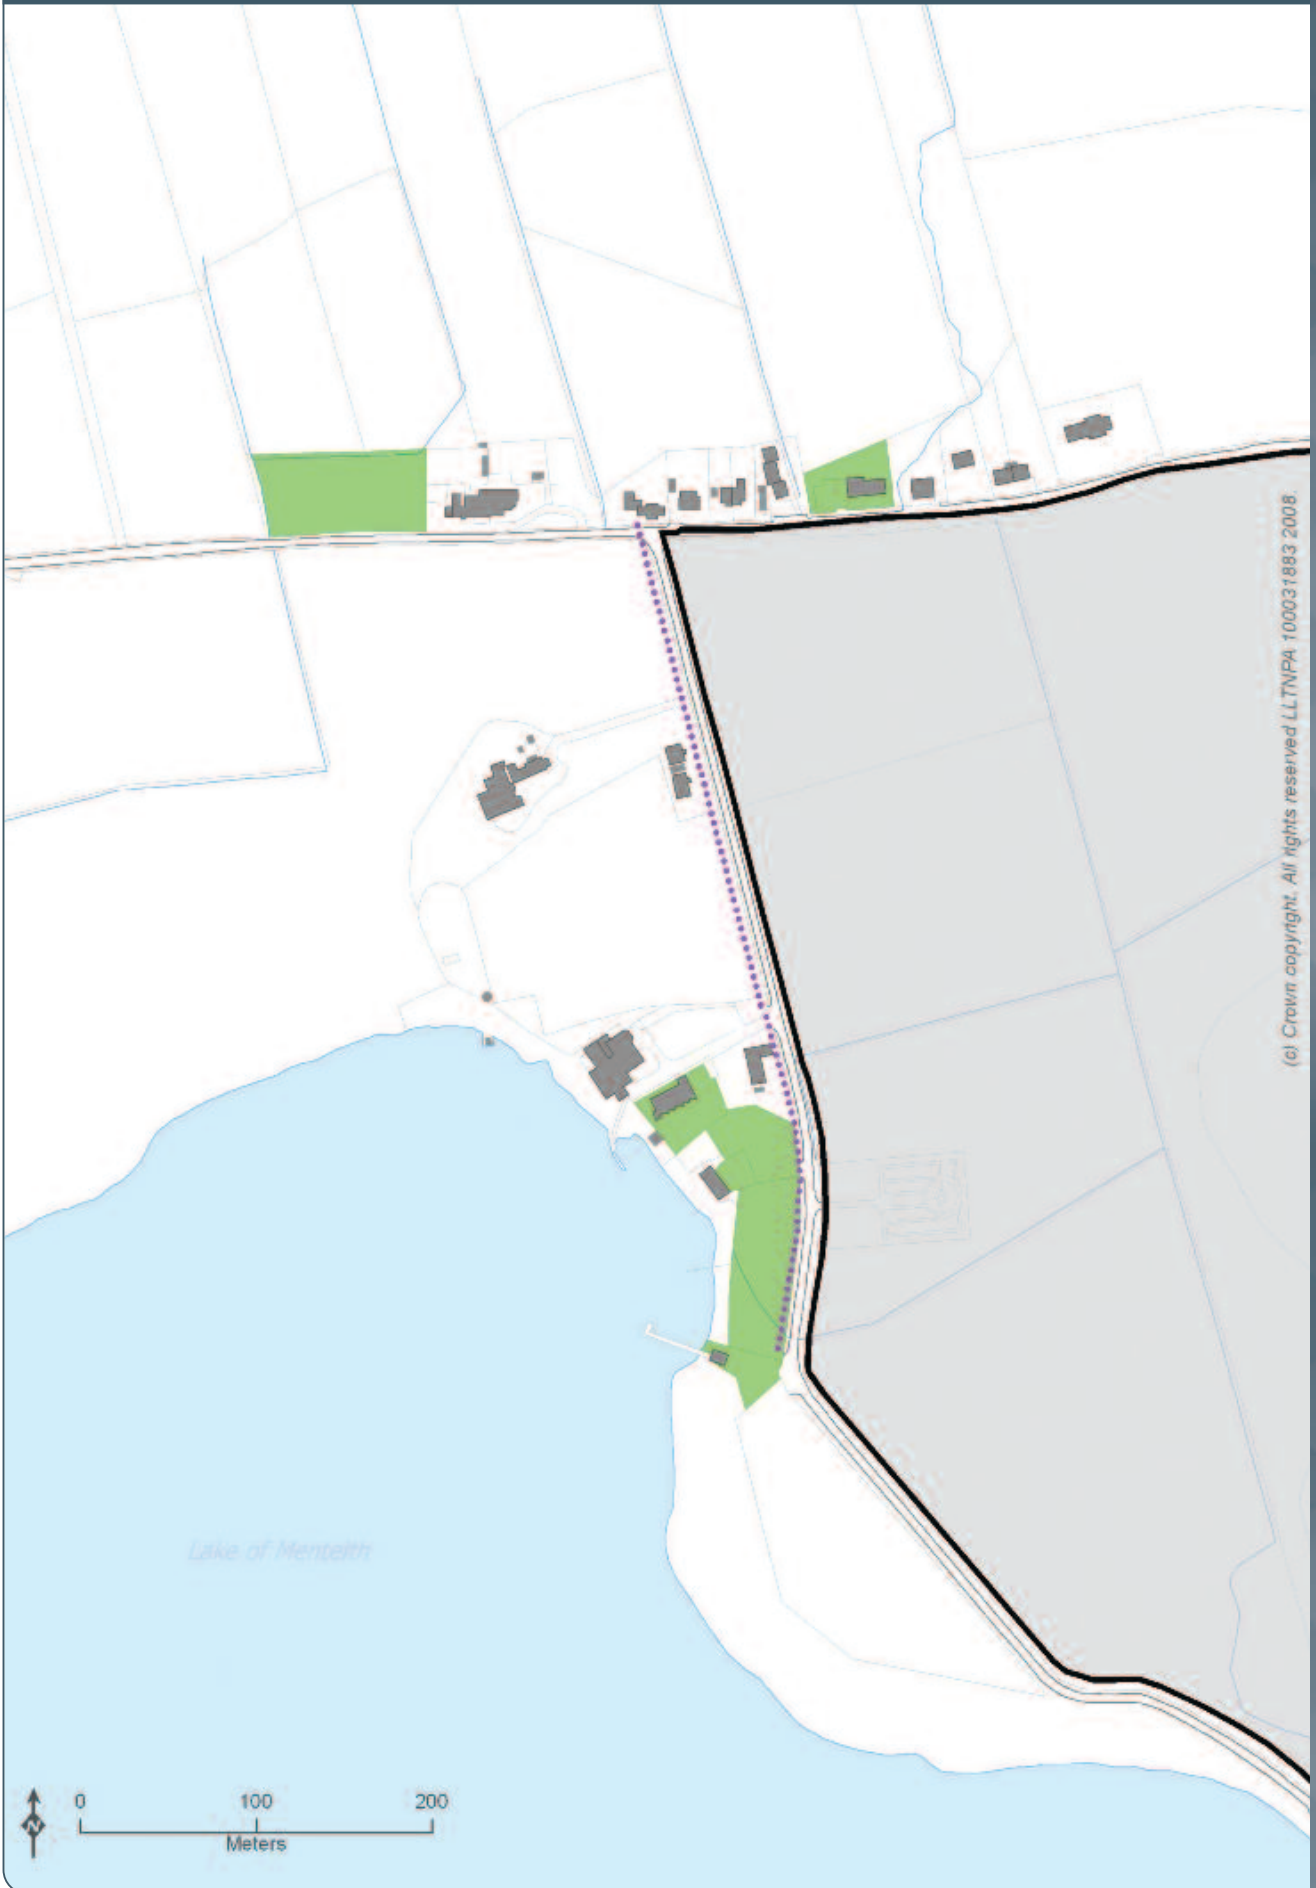 (c) Crown copyright. All rights reserved LLTNPA 100031883 2008.
Lake of Menteith
N
0 100 200
Meters